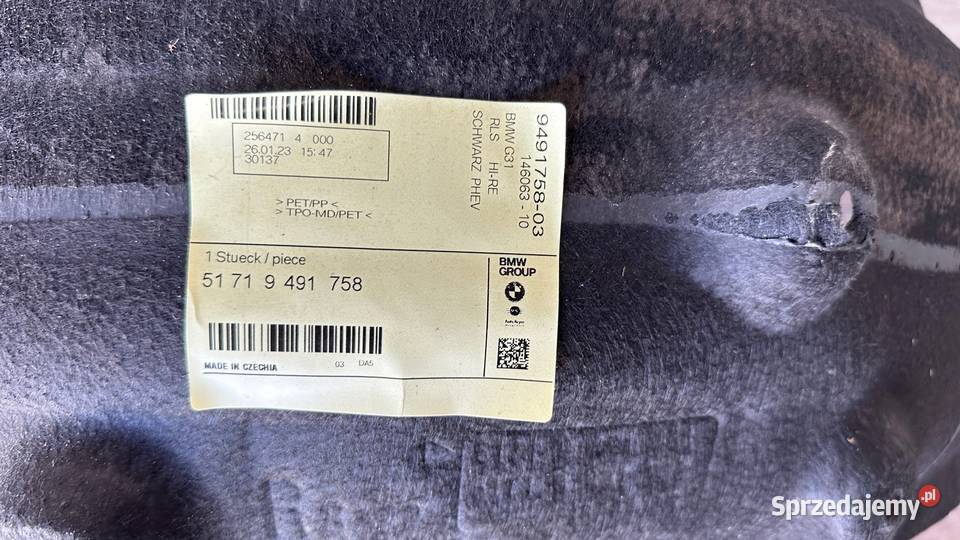 256471 4 000
26.01.23 15:47
30137
> PET/PP <
> TPO-MD/PET <
9491758-03
146063 - 10
BMW G31
RLS HI-RE
SCHWARZ PHEV
1 Stueck / piece
51 71 9 491 758
BMW
GROUP
MADE IN CZECHIA
03 DA5
Sprzedajemy.pl